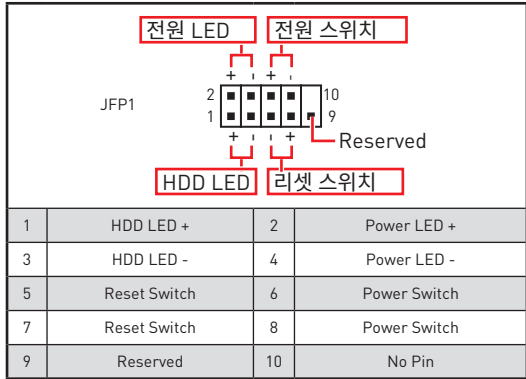 전원 LED 전원 스위치
+ - + -
JFP1
2 10
1 9
+ - - +
Reserved
HDD LED 리셋 스위치
1 HDD LED + 2 Power LED +
3 HDD LED - 4 Power LED -
5 Reset Switch 6 Power Switch
7 Reset Switch 8 Power Switch
9 Reserved 10 No Pin